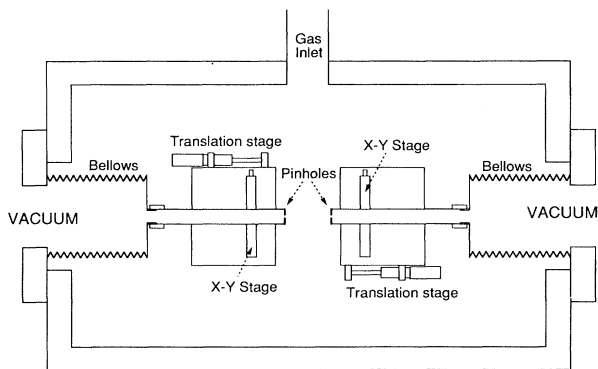 Gas
Inlet
Translation stage
X-Y Stage
Bellows
Pinholes
Bellows
VACUUM
VACUUM
X-Y Stage
Translation stage